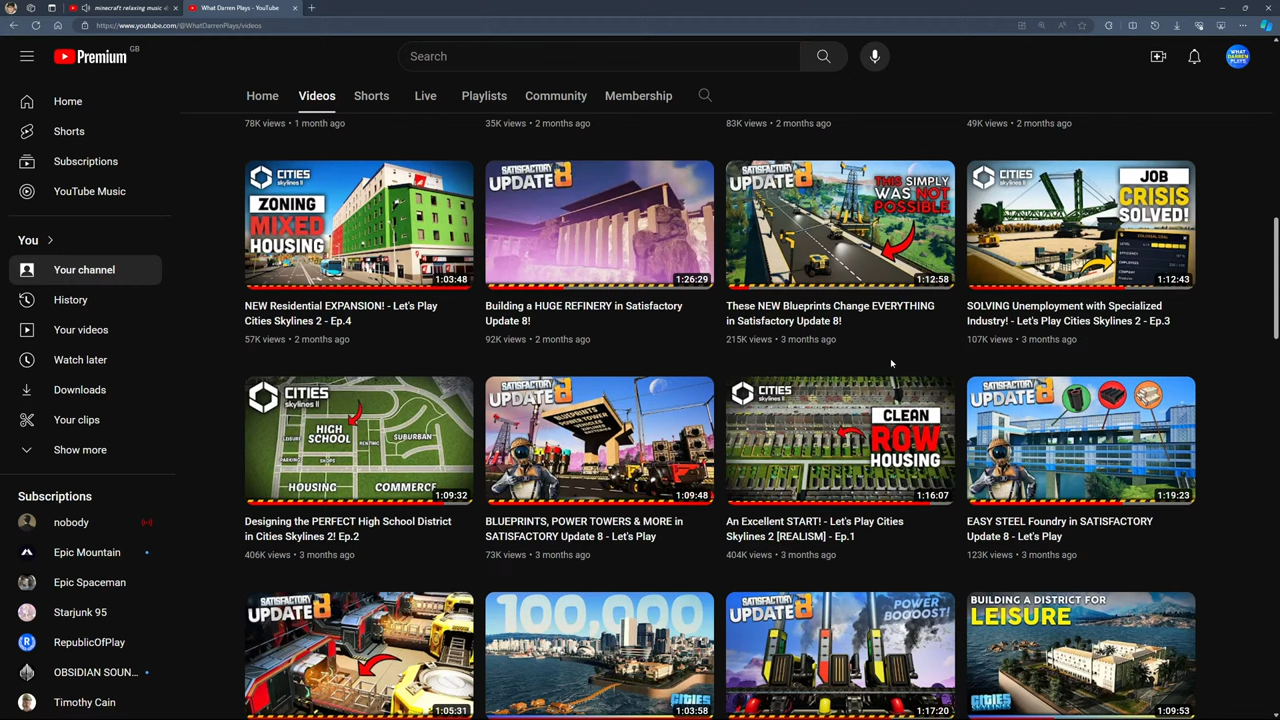 minecraft relaxing music al
What Darren Plays - YouTube
https://www.youtube.com/@WhatDarrenPlays/videos
Premium GB
Search
Home
Shorts
Subscriptions
YouTube Music
You
Your channel
History
Your videos
Watch later
Downloads
Your clips
Show more
Subscriptions
nobody
Epic Mountain
Epic Spaceman
Starjunk 95
RepublicOfPlay
OBSIDIAN SOUN...
Timothy Cain
Home Videos Shorts Live Playlists Community Membership
78K views • 1 month ago
35K views • 2 months ago
83K views • 2 months ago
49K views • 2 months ago
CITIES
skylines II
ZONING
MIXED
HOUSING
1:03:48
NEW Residential EXPANSION! - Let's Play
Cities Skylines 2 - Ep.4
57K views • 2 months ago
SATISFACTORY
UPDATE 8
1:26:29
Building a HUGE REFINERY in Satisfactory
Update 8!
92K views • 2 months ago
SATISFACTORY
UPDATE 8
THIS SIMPLY
WAS NOT
POSSIBLE
1:12:58
These NEW Blueprints Change EVERYTHING
in Satisfactory Update 8!
215K views • 3 months ago
CITIES
skylines II
JOB
CRISIS
SOLVED!
1:12:43
SOLVING Unemployment with Specialized
Industry! - Let's Play Cities Skylines 2 - Ep.3
107K views • 3 months ago
CITIES
skylines II
HIGH
SCHOOL
LEISURE
RENTING
SUBURBAN
PARKING
SHOPS
HOUSING
COMMERCE
1:09:32
Designing the PERFECT High School District
in Cities Skylines 2! Ep.2
406K views • 3 months ago
SATISFACTORY
UPDATE 8
BLUEPRINTS
POWER TOWER
VEHICLES
1:09:48
BLUEPRINTS, POWER TOWERS & MORE in
SATISFACTORY Update 8 - Let's Play
73K views • 3 months ago
CITIES
skylines II
CLEAN
ROW
HOUSING
1:16:07
An Excellent START! - Let's Play Cities
Skylines 2 [REALISM] - Ep.1
404K views • 3 months ago
SATISFACTORY
UPDATE 8
1:19:23
EASY STEEL Foundry in SATISFACTORY
Update 8 - Let's Play
123K views • 3 months ago
SATISFACTORY
UPDATE 8
1:05:31
100,000
CITIES
1:03:58
SATISFACTORY
UPDATE 8
POWER
BOOOOST!
1:17:20
BUILDING A DISTRICT FOR
LEISURE
CITIES
1:09:53